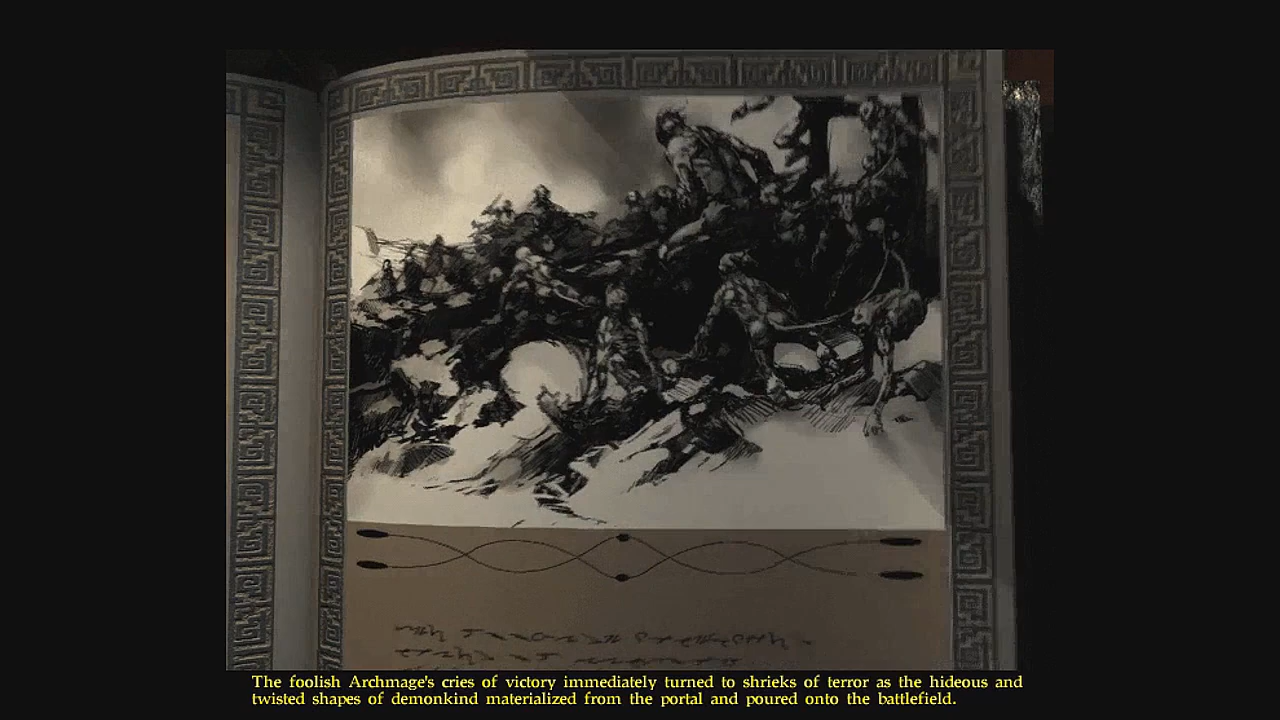 The foolish Archmage's cries of victory immediately turned to shrieks of terror as the hideous and
twisted shapes of demonkind materialized from the portal and poured onto the battlefield.